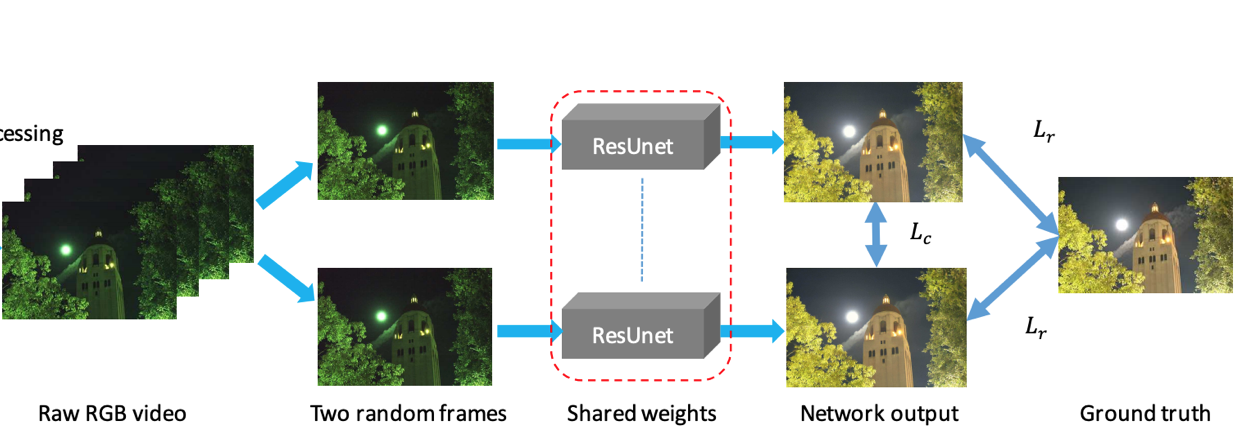 cessing
ResUnet
ResUnet
L_r
L_c
L_r
Raw RGB video
Two random frames
Shared weights
Network output
Ground truth